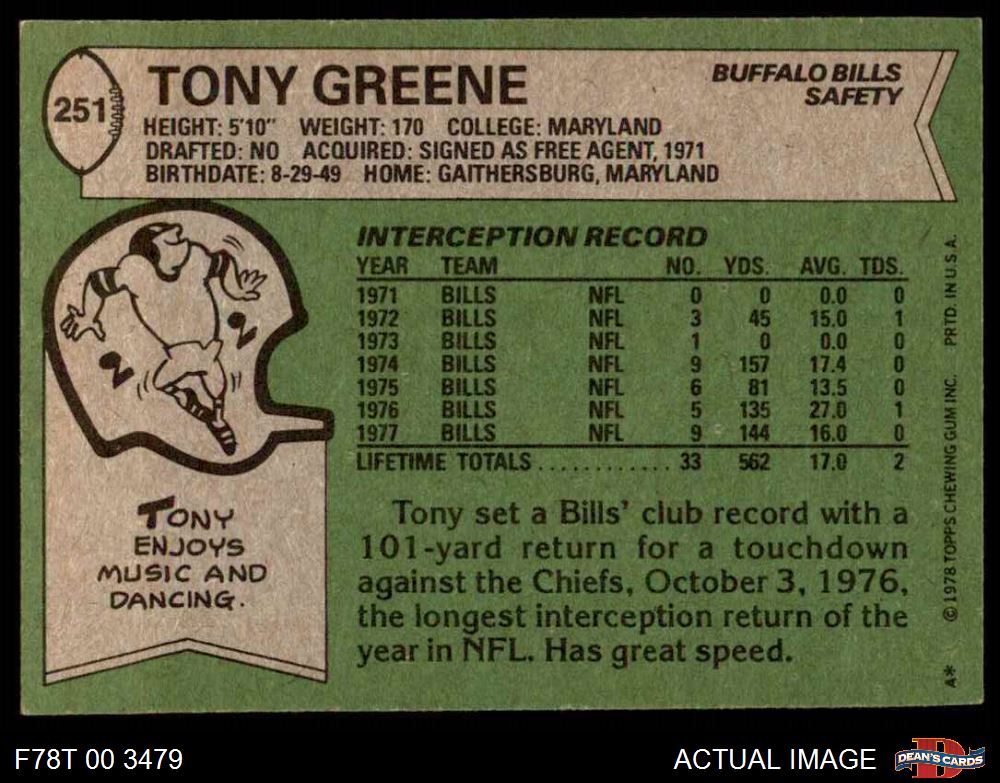 251
TONY GREENE
BUFFALO BILLS
SAFETY
HEIGHT: 5'10" WEIGHT: 170 COLLEGE: MARYLAND
DRAFTED: NO ACQUIRED: SIGNED AS FREE AGENT, 1971
BIRTHDATE: 8-29-49 HOME: GAITHERSBURG, MARYLAND
INTERCEPTION RECORD
YEAR TEAM NO. YDS. AVG. TDS.
1971 BILLS NFL 0 0 0.0 0
1972 BILLS NFL 3 45 15.0 1
1973 BILLS NFL 1 0 0.0 0
1974 BILLS NFL 9 157 17.4 0
1975 BILLS NFL 6 81 13.5 0
1976 BILLS NFL 5 135 27.0 1
1977 BILLS NFL 9 144 16.0 0
LIFETIME TOTALS............ 33 562 17.0 2
TONY
ENJOYS
MUSIC AND
DANCING.
Tony set a Bills' club record with a
101-yard return for a touchdown
against the Chiefs, October 3, 1976,
the longest interception return of the
year in NFL. Has great speed.
A* © 1978 TOPPS CHEWING GUM INC. PRTD. IN U.S.A.
F78T 00 3479
ACTUAL IMAGE
D
DEAN'S CARDS